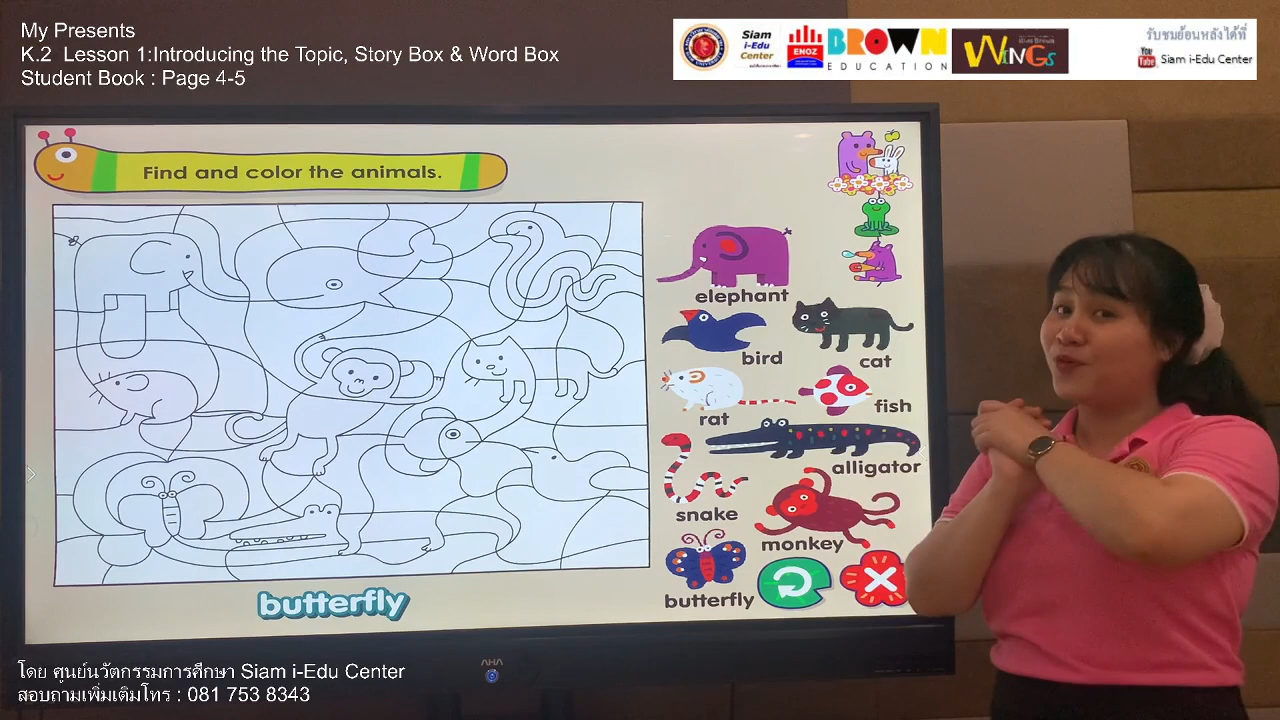 My Presents
K.2 Lesson 1:Introducing the Tonic, Story Box & Word Box
Student Book : Page 4-5
Siam
i-Edu
Center
ENOZ
BROWN
EDUCATION
WINGS
รับชมย้อนหลังได้ที่
You
Tube
Siam i-Edu Center
Find and color the animals.
elephant
bird
cat
rat
fish
alligator
snake
monkey
butterfly
butterfly
โดย ศูนย์นวัตกรรมการศึกษา Siam i-Edu Center
สอบถามเพิ่มเติมโทร : 081 753 8343